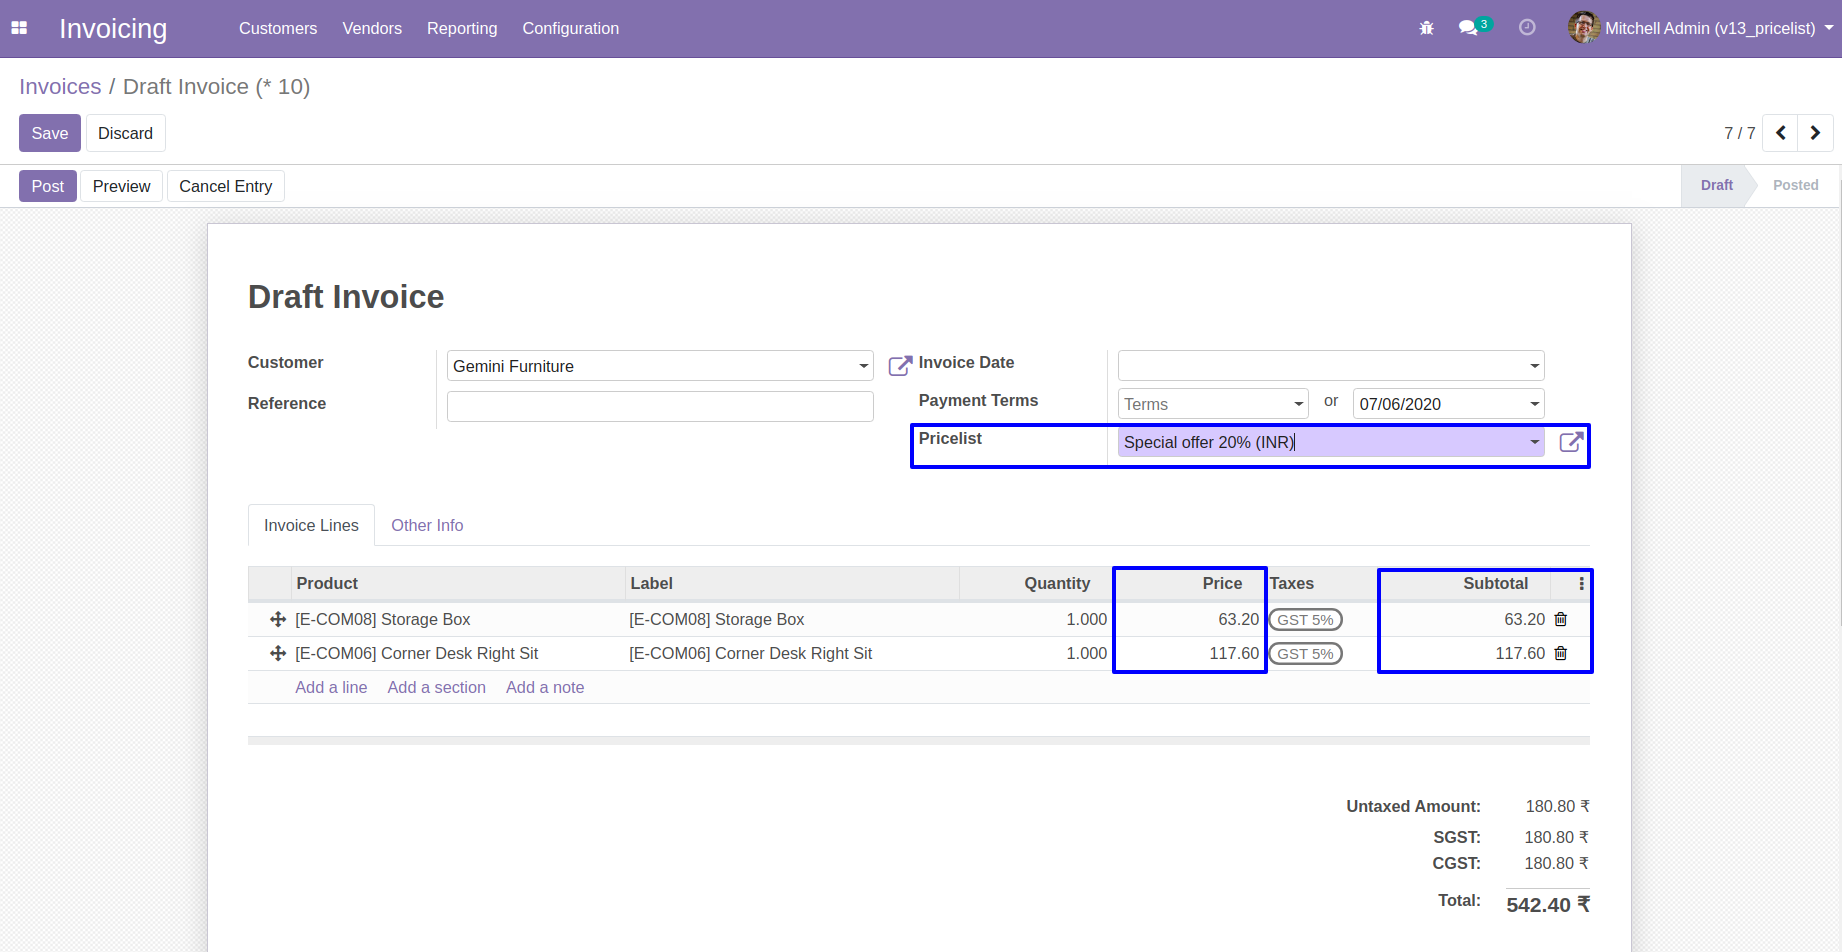 Invoicing Customers Vendors Reporting Configuration 3 Mitchell Admin (v13_pricelist)
Invoices / Draft Invoice (* 10)
Save Discard 7 / 7
Post Preview Cancel Entry Draft Posted
Draft Invoice
Customer Gemini Furniture Invoice Date
Reference Payment Terms Terms or 07/06/2020
Pricelist Special offer 20% (INR)
Invoice Lines Other Info
Product Label Quantity Price Taxes Subtotal
[E-COM08] Storage Box [E-COM08] Storage Box 1.000 63.20 GST 5% 63.20
[E-COM06] Corner Desk Right Sit [E-COM06] Corner Desk Right Sit 1.000 117.60 GST 5% 117.60
Add a line Add a section Add a note
Untaxed Amount: 180.80 ₹
SGST: 180.80 ₹
CGST: 180.80 ₹
Total: 542.40 ₹